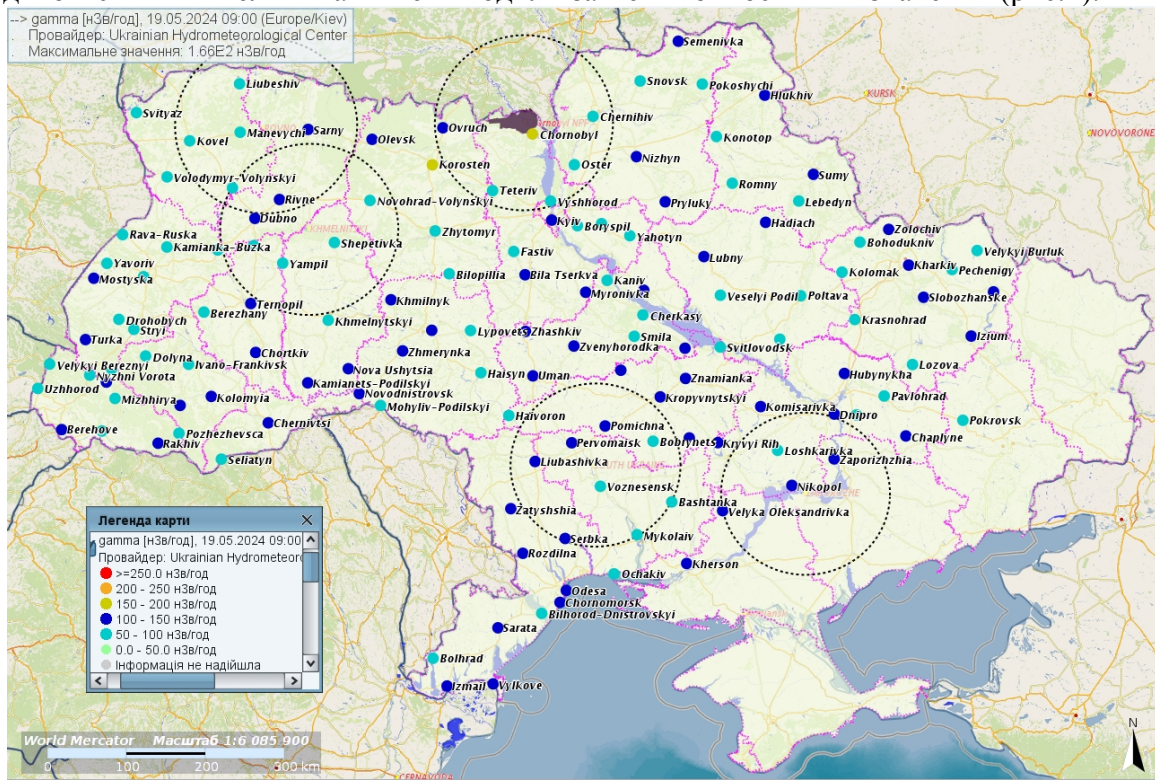 --> gamma [нЗв/год], 19.05.2024 09:00 (Europe/Kiev)
Провайдер: Ukrainian Hydrometeorological Center
Максимальне значення: 1.66E2 нЗв/год
Semenivka
Liubeshiv
Snovsk
Pokoshychi
Hlukhiv
KURSK
Svityaz
Chernihiv
Manevychi
Sarny
Ovruch
Chornobyl
NOVOVORONE
Kovel
Olevsk
Konotop
Korosten
Oster
Nizhyn
Volodymyr-Volynskyi
Sumy
Romny
Teteriv
Rivne
Novohrad-Volynskyi
Vyshhorod
Pryluky
Lebedyn
Dubno
Kyiv
Hadiach
Boryspil
Zolochiv
KHMELNITSKI
Rava-Ruska
Zhytomyr
Yahotyn
Shepetivka
Bohodukniv
Kamianka-Buzka
Velykyi Burluk
Fastiv
Lubny
Yavoriv
Yampil
Kharkiv
Pechenigy
Mostyska
Bilopillia
Bila Tserkva
Kolomak
Kaniv
Myronivka
Veselyi Podil
Poltava
Slobozhanske
Ternopil
Khmilnyk
Berezhany
Cherkasy
Drohobych
Khmelnytskyi
Krasnohrad
Stryi
Lypovets
Zhashkiv
Turka
Smila
Izium
Zvenyhorodka
Svitlovodsk
Chortkiv
Zhmerynka
Dolyna
Velykyi Bereznyi
Ivano-Frankivsk
Lozova
Nova Ushytsia
Nyzhni Vorota
Haisyn
Uman
Hubynykha
Znamianka
Uzhhorod
Kamianets-Podilskyi
Novodnistrovsk
Kolomyia
Mizhhirya
Kropyvnytskyi
Pavlohrad
Mohyliv-Podilskyi
Komisarivka
Haivoron
Dnipro
Pokrovsk
Chernivtsi
Pomichna
Berehove
Pozhezhevsca
Rakhiv
Pervomaisk
Bobrynets
Kryvyi Rih
Chaplyne
Loshkarivka
Seliatyn
Liubashivka
Zaporizhzhia
SOUTH UKRAINE
Voznesensk
Nikopol
Bashtanka
Zatyshshia
Velyka Oleksandrivka
Serbka
Mykolaiv
Rozdilna
Kherson
Ochakiv
Odesa
Chornomorsk
Bilhorod-Dnistrovskyi
Sarata
Bolhrad
Izmail
Vylkove
CERNAVODA
Легенда карти
gamma [нЗв/год], 19.05.2024 09:00
Провайдер: Ukrainian Hydrometeoro
>=250.0 нЗв/год
200 - 250 нЗв/год
150 - 200 нЗв/год
100 - 150 нЗв/год
50 - 100 нЗв/год
0.0 - 50.0 нЗв/год
Інформація не надійшла
World Mercator Масштаб 1:6 085 900
0 100 200 300 km
N